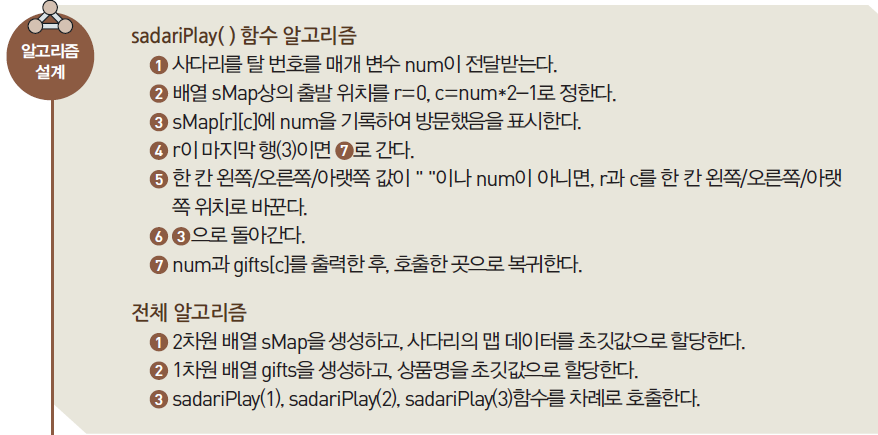 알고리즘
설계
sadariPlay( ) 함수 알고리즘
❶ 사다리를 탈 번호를 매개 변수 num이 전달받는다.
❷ 배열 sMap상의 출발 위치를 r=0, c=num*2-1로 정한다.
❸ sMap[r][c]에 num을 기록하여 방문했음을 표시한다.
❹ r이 마지막 행(3)이면 ❼로 간다.
❺ 한 칸 왼쪽/오른쪽/아랫쪽 값이 " "이나 num이 아니면, r과 c를 한 칸 왼쪽/오른쪽/아랫
쪽 위치로 바꾼다.
❻ ❸으로 돌아간다.
❼ num과 gifts[c]를 출력한 후, 호출한 곳으로 복귀한다.
전체 알고리즘
❶ 2차원 배열 sMap을 생성하고, 사다리의 맵 데이터를 초깃값으로 할당한다.
❷ 1차원 배열 gifts을 생성하고, 상품명을 초깃값으로 할당한다.
❸ sadariPlay(1), sadariPlay(2), sadariPlay(3)함수를 차례로 호출한다.